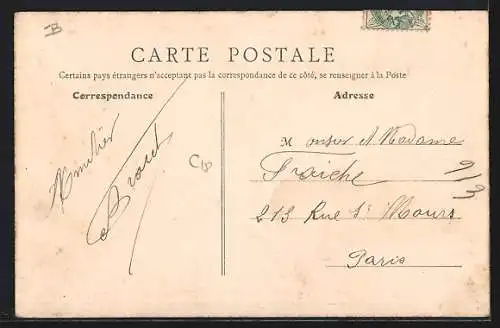 B
CARTE POSTALE
Certains pays étrangers n'acceptant pas la correspondance de ce côté, se renseigner à la Poste
Correspondance
Adresse
Amitiés
Monsieur et Madame
Fraiche
213 Rue St Maurs
Paris